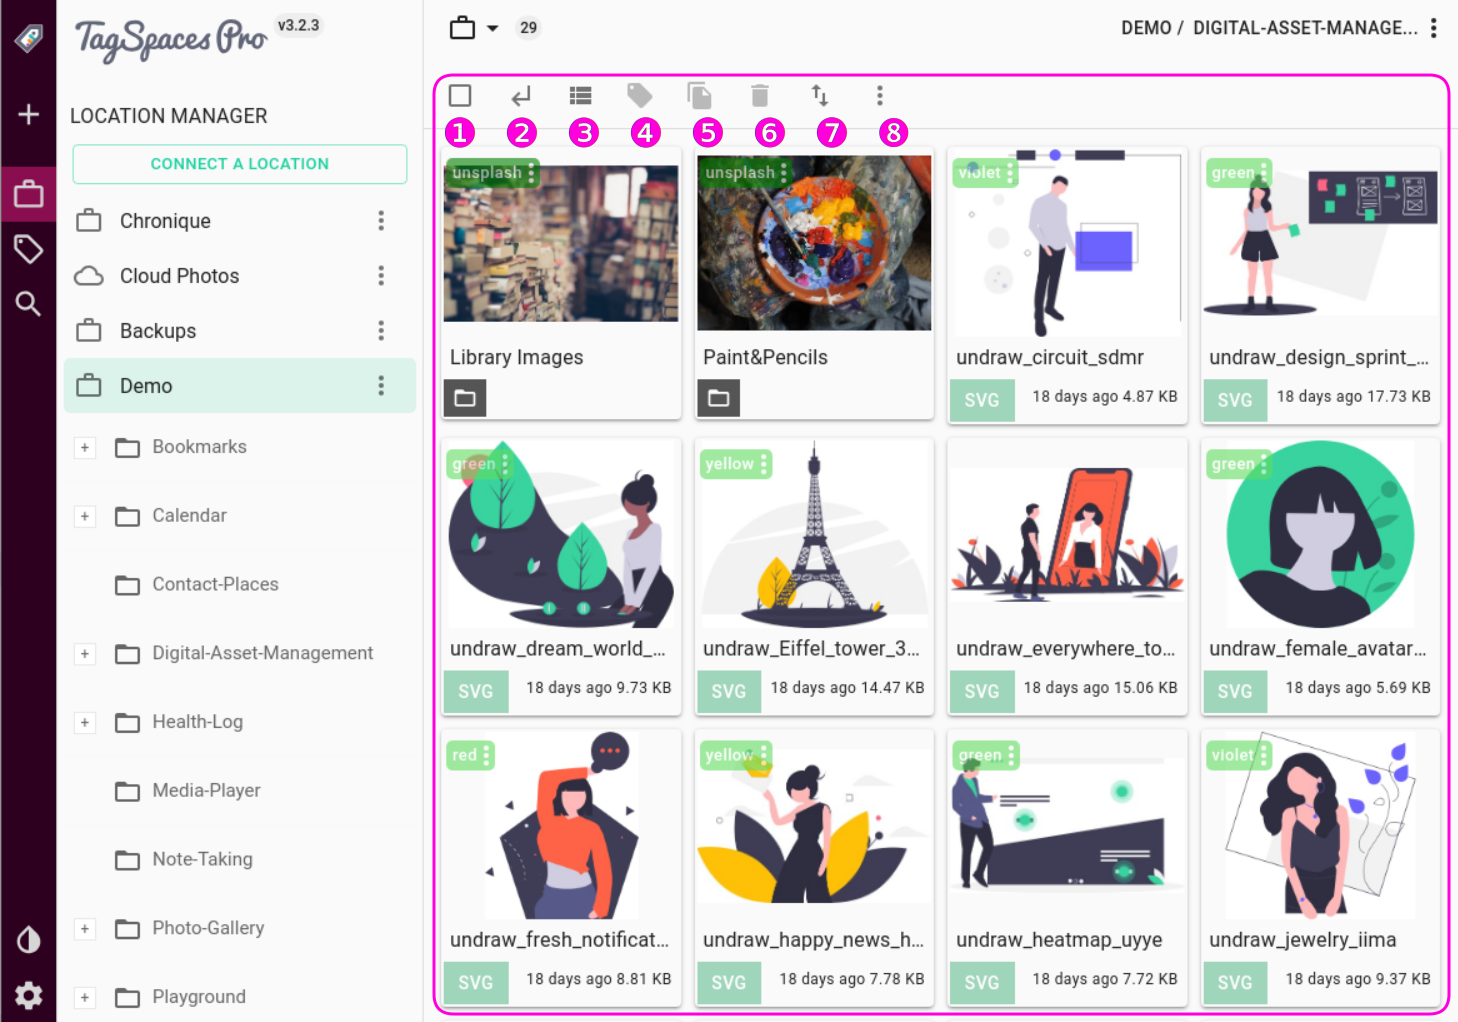 TagSpaces Pro v3.2.3
29
DEMO / DIGITAL-ASSET-MANAGE...
LOCATION MANAGER
CONNECT A LOCATION
Chronique
Cloud Photos
Backups
Demo
+ Bookmarks
+ Calendar
Contact-Places
+ Digital-Asset-Management
+ Health-Log
Media-Player
Note-Taking
+ Photo-Gallery
+ Playground
1 2 3 4 5 6 7 8
unsplash
Library Images
unsplash
Paint&Pencils
violet
undraw_circuit_sdmr
SVG 18 days ago 4.87 KB
green
undraw_design_sprint_...
SVG 18 days ago 17.73 KB
green
undraw_dream_world_...
SVG 18 days ago 9.73 KB
yellow
undraw_Eiffel_tower_3...
SVG 18 days ago 14.47 KB
undraw_everywhere_to...
SVG 18 days ago 15.06 KB
green
undraw_female_avatar...
SVG 18 days ago 5.69 KB
red
undraw_fresh_notificat...
SVG 18 days ago 8.81 KB
yellow
undraw_happy_news_h...
SVG 18 days ago 7.78 KB
green
undraw_heatmap_uyye
SVG 18 days ago 7.72 KB
violet
undraw_jewelry_iima
SVG 18 days ago 9.37 KB